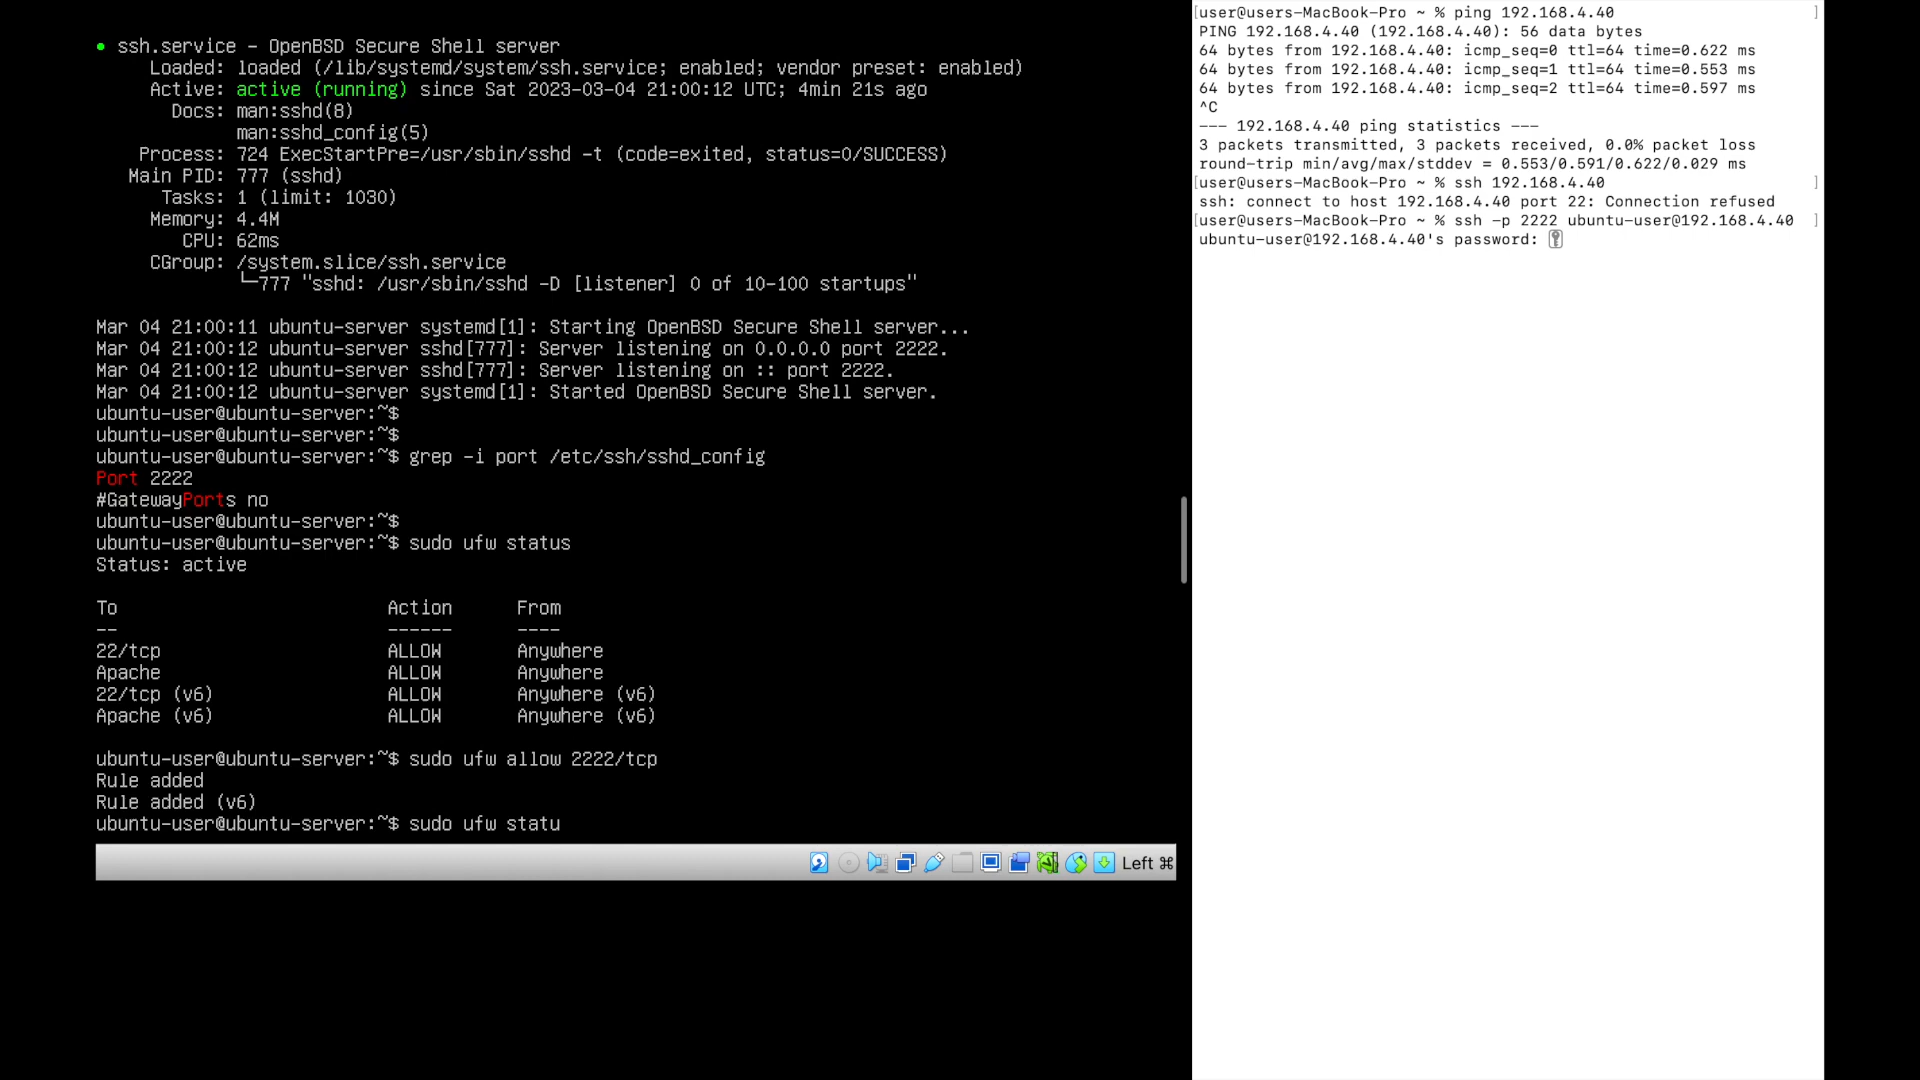 ● ssh.service - OpenBSD Secure Shell server
Loaded: loaded (/lib/systemd/system/ssh.service; enabled; vendor preset: enabled)
Active: active (running) since Sat 2023-03-04 21:00:12 UTC; 4min 21s ago
Docs: man:sshd(8)
man:sshd_config(5)
Process: 724 ExecStartPre=/usr/sbin/sshd -t (code=exited, status=0/SUCCESS)
Main PID: 777 (sshd)
Tasks: 1 (limit: 1030)
Memory: 4.4M
CPU: 62ms
CGroup: /system.slice/ssh.service
└─777 "sshd: /usr/sbin/sshd -D [listener] 0 of 10-100 startups"
Mar 04 21:00:11 ubuntu-server systemd[1]: Starting OpenBSD Secure Shell server...
Mar 04 21:00:12 ubuntu-server sshd[777]: Server listening on 0.0.0.0 port 2222.
Mar 04 21:00:12 ubuntu-server sshd[777]: Server listening on :: port 2222.
Mar 04 21:00:12 ubuntu-server systemd[1]: Started OpenBSD Secure Shell server.
ubuntu-user@ubuntu-server:~$
ubuntu-user@ubuntu-server:~$
ubuntu-user@ubuntu-server:~$ grep -i port /etc/ssh/sshd_config
Port 2222
#GatewayPorts no
ubuntu-user@ubuntu-server:~$
ubuntu-user@ubuntu-server:~$ sudo ufw status
Status: active
To Action From
-- ------ ----
22/tcp ALLOW Anywhere
Apache ALLOW Anywhere
22/tcp (v6) ALLOW Anywhere (v6)
Apache (v6) ALLOW Anywhere (v6)
ubuntu-user@ubuntu-server:~$ sudo ufw allow 2222/tcp
Rule added
Rule added (v6)
ubuntu-user@ubuntu-server:~$ sudo ufw statu
Left ⌘
[user@users-MacBook-Pro ~ % ping 192.168.4.40 ]
PING 192.168.4.40 (192.168.4.40): 56 data bytes
64 bytes from 192.168.4.40: icmp_seq=0 ttl=64 time=0.622 ms
64 bytes from 192.168.4.40: icmp_seq=1 ttl=64 time=0.553 ms
64 bytes from 192.168.4.40: icmp_seq=2 ttl=64 time=0.597 ms
^C
--- 192.168.4.40 ping statistics ---
3 packets transmitted, 3 packets received, 0.0% packet loss
round-trip min/avg/max/stddev = 0.553/0.591/0.622/0.029 ms
[user@users-MacBook-Pro ~ % ssh 192.168.4.40 ]
ssh: connect to host 192.168.4.40 port 22: Connection refused
[user@users-MacBook-Pro ~ % ssh -p 2222 ubuntu-user@192.168.4.40 ]
ubuntu-user@192.168.4.40's password: